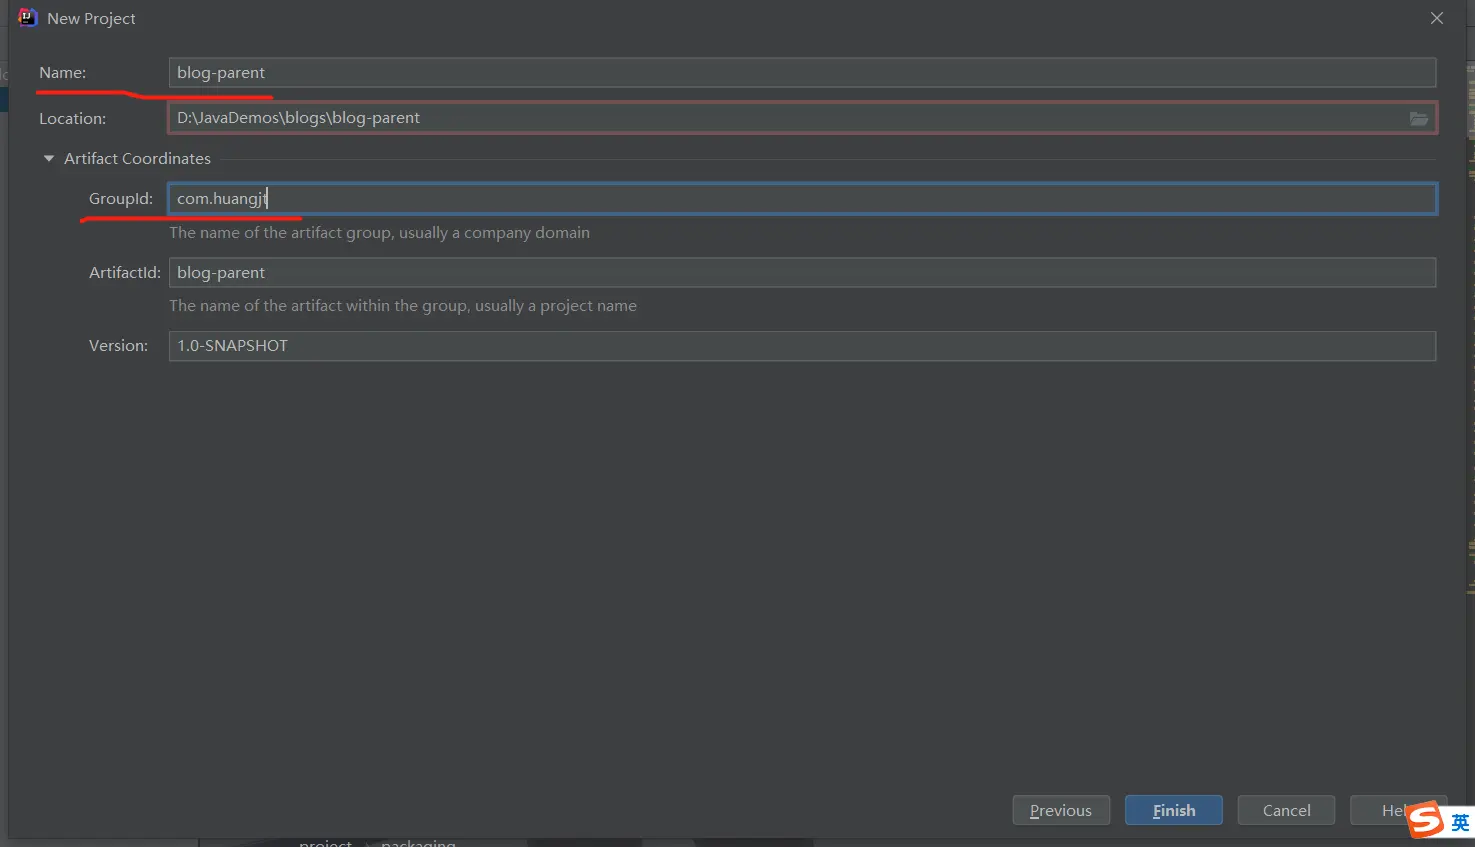 New Project
Name: blog-parent
Location: D:\JavaDemos\blogs\blog-parent
Artifact Coordinates
GroupId: com.huangjt
The name of the artifact group, usually a company domain
ArtifactId: blog-parent
The name of the artifact within the group, usually a project name
Version: 1.0-SNAPSHOT
Previous Finish Cancel
S 英
project packaging